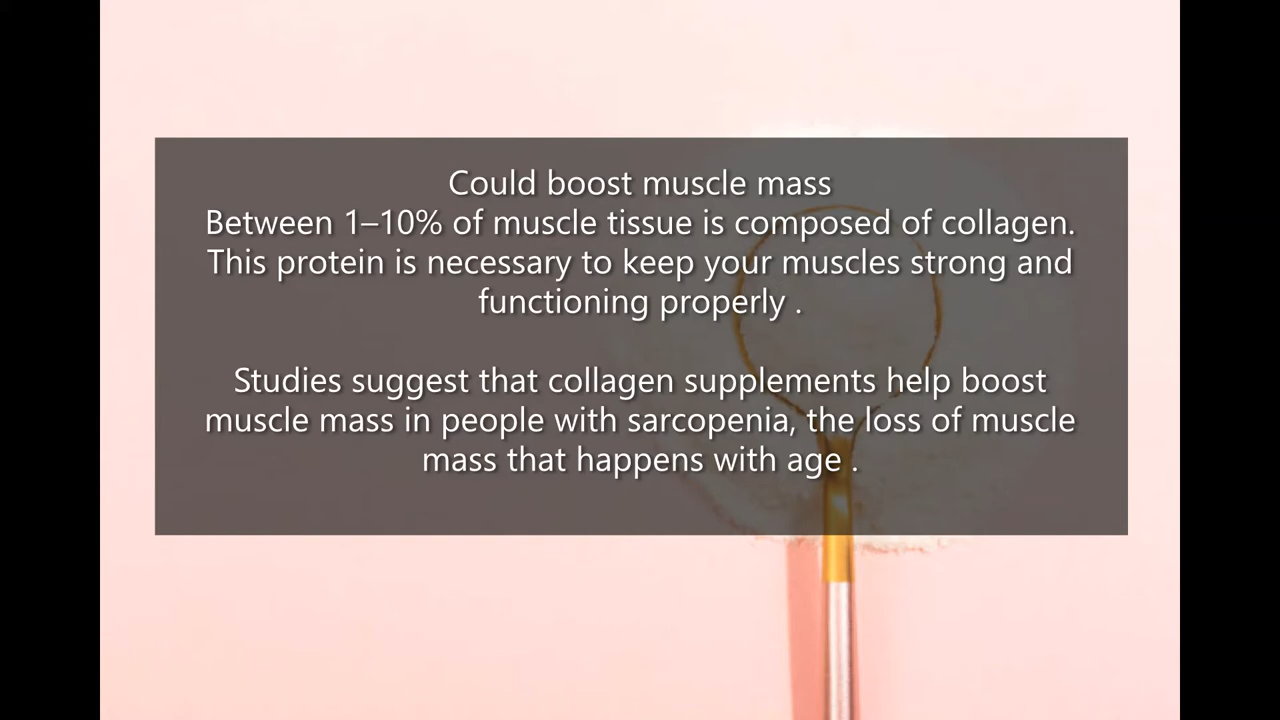 Could boost muscle mass
Between 1–10% of muscle tissue is composed of collagen.
This protein is necessary to keep your muscles strong and
functioning properly .
Studies suggest that collagen supplements help boost
muscle mass in people with sarcopenia, the loss of muscle
mass that happens with age .